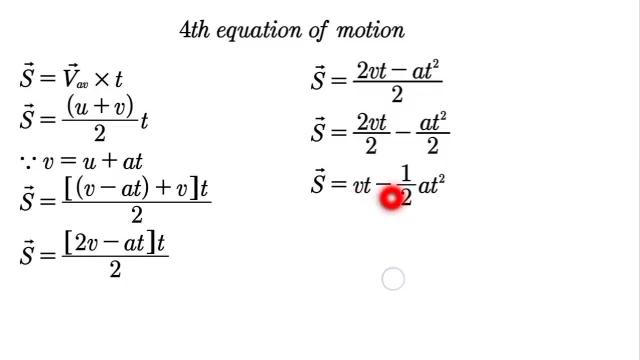 4th equation of motion
S⃗ = V⃗ₐᵥ × t
S⃗ = (u + v)/2 t
∵ v = u + at
S⃗ = [(v − at) + v]t/2
S⃗ = [2v − at]t/2
S⃗ = 2vt − at²/2
S⃗ = 2vt/2 − at²/2
S⃗ = vt − 1/2 at²